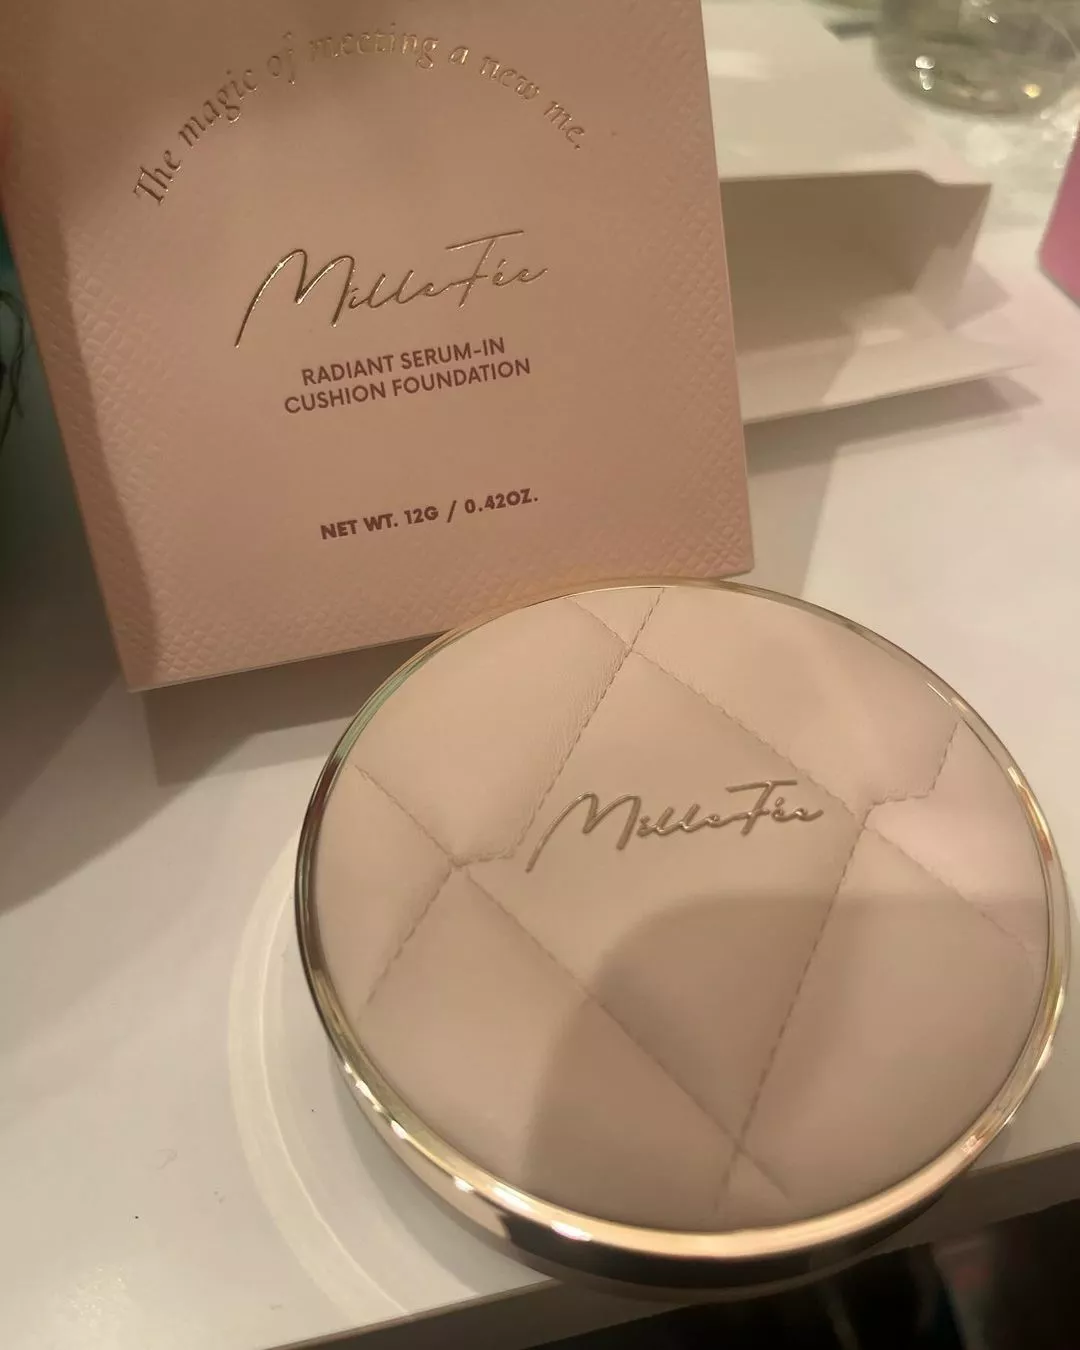 The magic of meeting a new me.
MilleFée
RADIANT SERUM-IN
CUSHION FOUNDATION
NET WT. 12G / 0.42OZ.
MilleFée